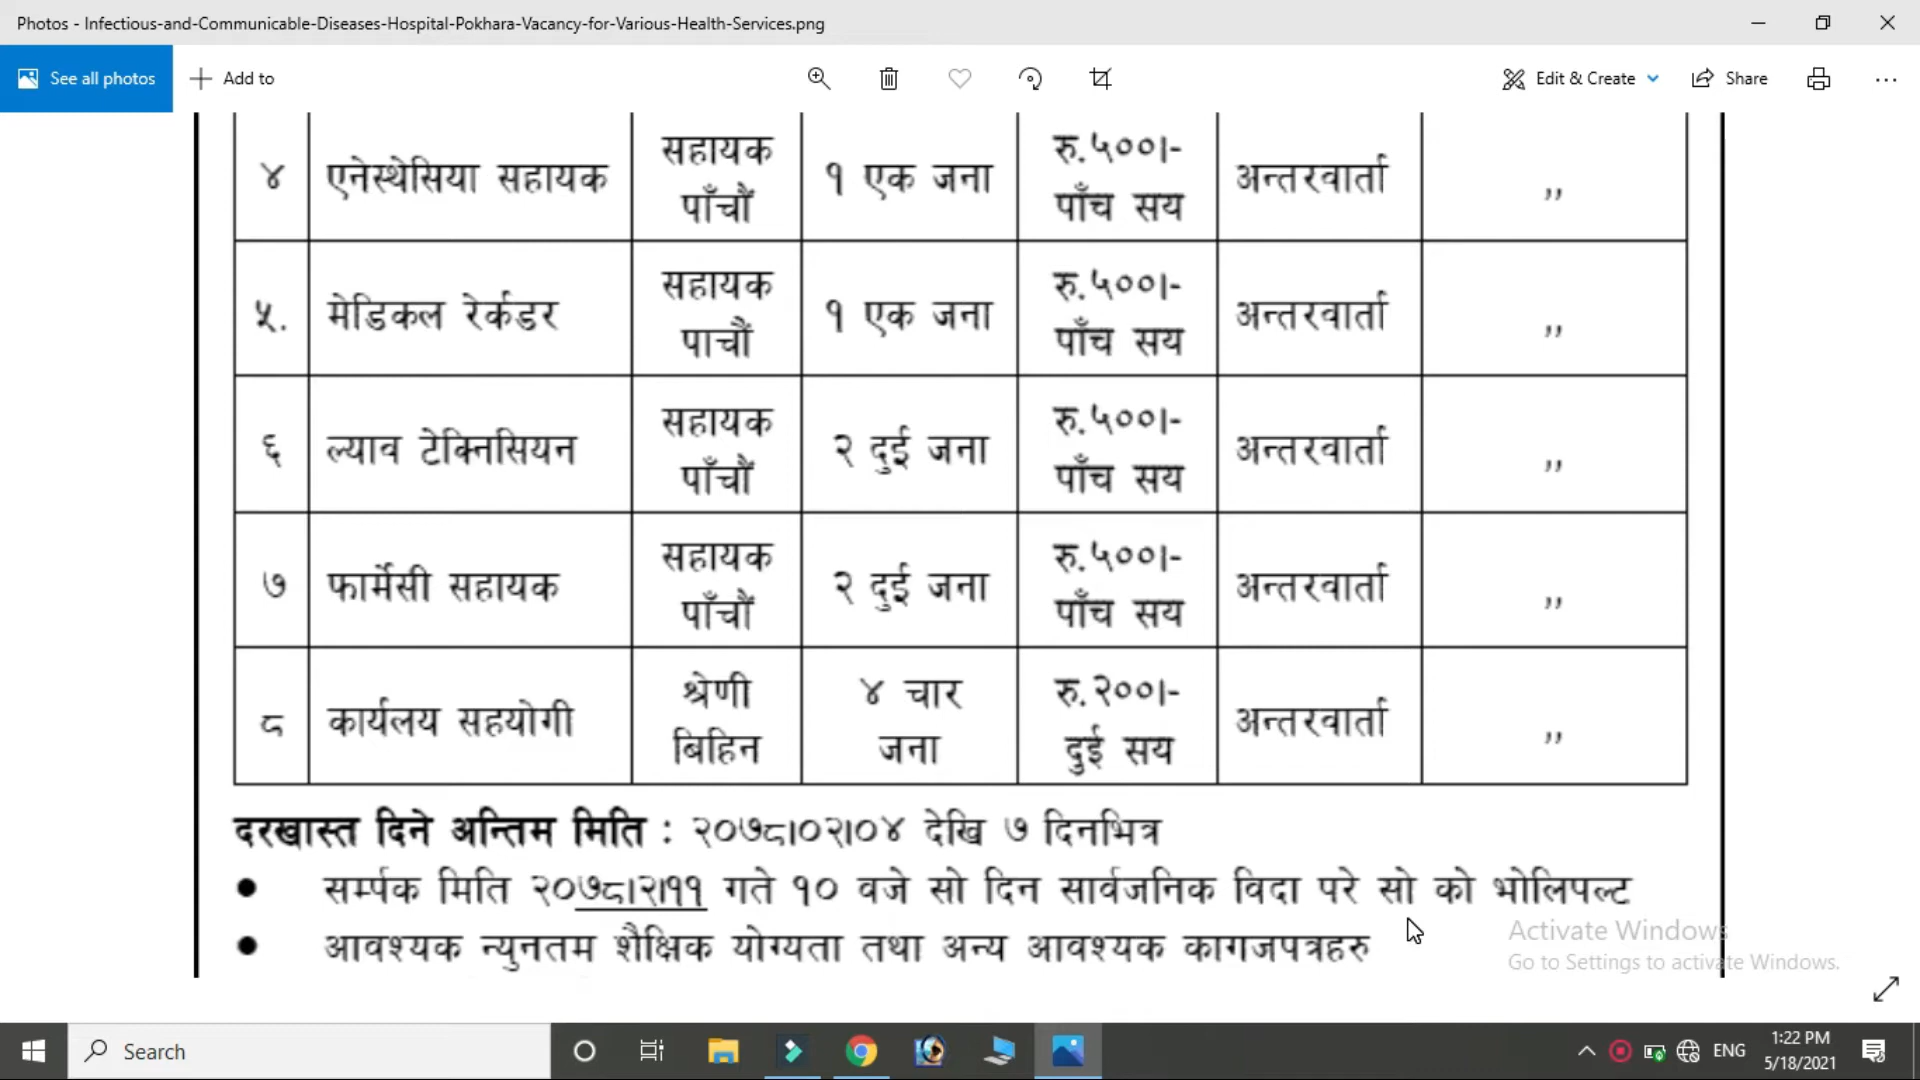 Photos - Infectious-and-Communicable-Diseases-Hospital-Pokhara-Vacancy-for-Various-Health-Services.png
See all photos
Add to
Edit & Create
Share
४ एनेस्थेसिया सहायक सहायक पाँचौं १ एक जना रु.५००।- पाँच सय अन्तरवार्ता ,,
५. मेडिकल रेर्कडर सहायक पाचौं १ एक जना रु.५००।- पाँच सय अन्तरवार्ता ,,
६ ल्याव टेक्निसियन सहायक पाँचौं २ दुई जना रु.५००।- पाँच सय अन्तरवार्ता ,,
७ फार्मेसी सहायक सहायक पाँचौं २ दुई जना रु.५००।- पाँच सय अन्तरवार्ता ,,
८ कार्यलय सहयोगी श्रेणी बिहिन ४ चार जना रु.२००।- दुई सय अन्तरवार्ता ,,
दरखास्त दिने अन्तिम मिति : २०७८।०२।०४ देखि ७ दिनभित्र
● सर्म्पक मिति २०७८।२।११ गते १० वजे सो दिन सार्वजनिक विदा परे सो को भोलिपल्ट
● आवश्यक न्युनतम शैक्षिक योग्यता तथा अन्य आवश्यक कागजपत्रहरु
Activate Windows
Go to Settings to activate Windows.
Search
ENG
1:22 PM
5/18/2021